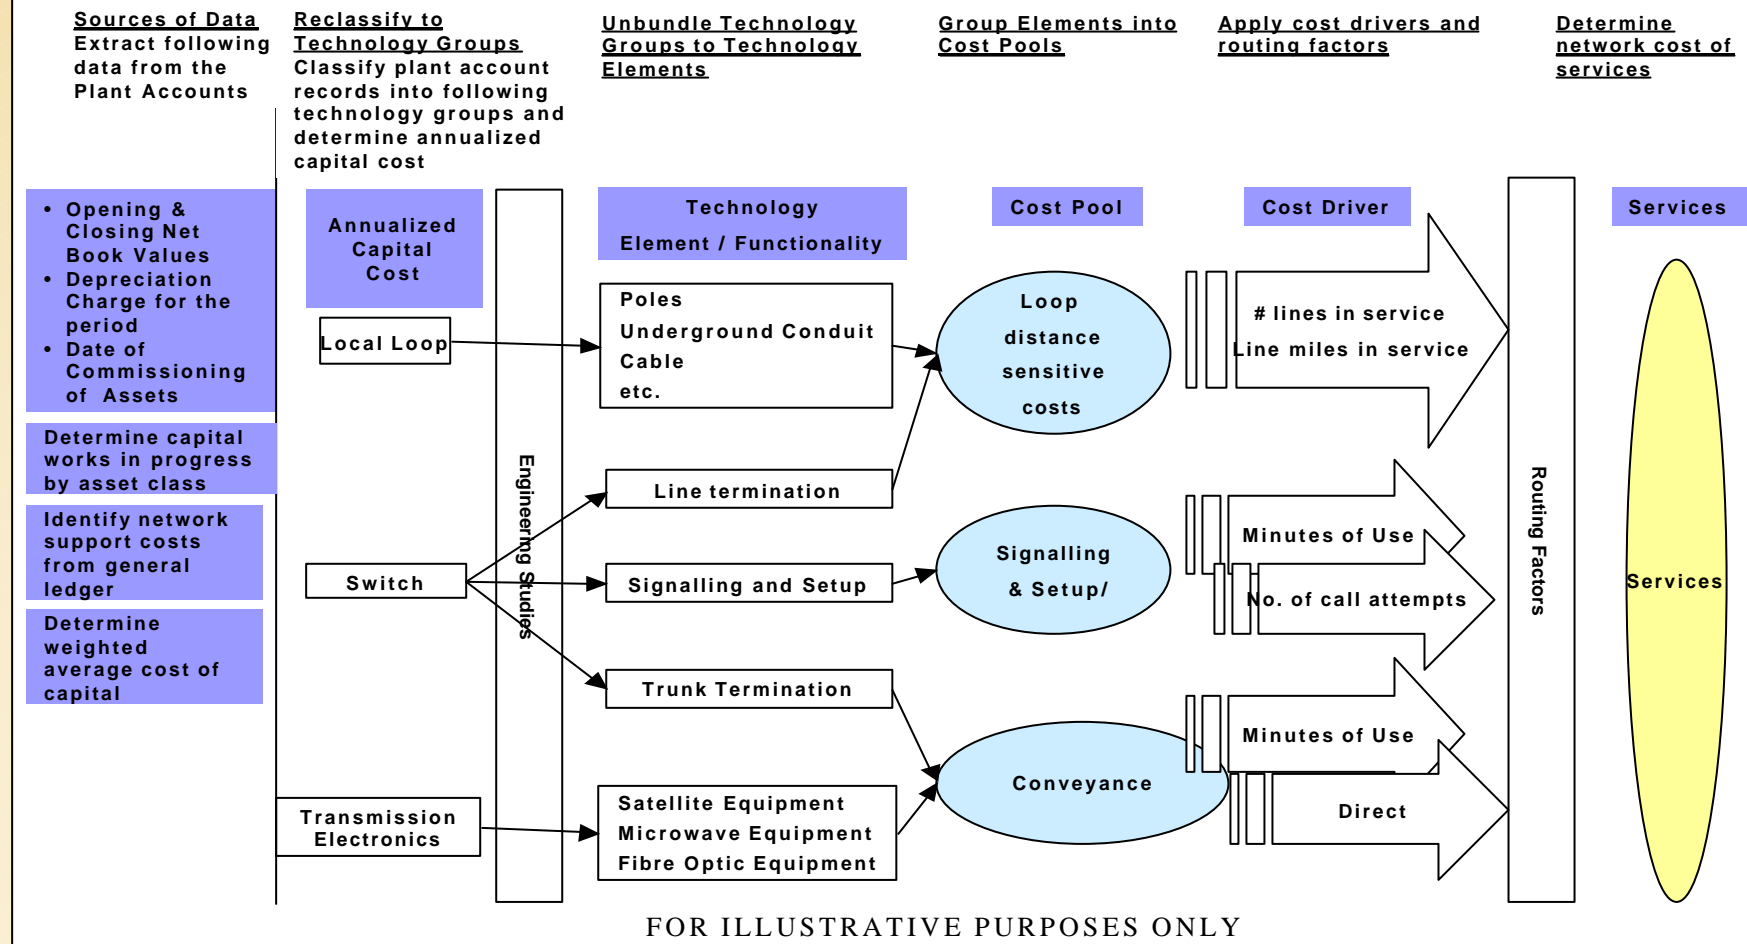 Sources of Data
Extract following
data from the
Plant Accounts
Reclassify to
Technology Groups
Classify plant account
records into following
technology groups and
determine annualized
capital cost
Unbundle Technology
Groups to Technology
Elements
Group Elements into
Cost Pools
Apply cost drivers and
routing factors
Determine
network cost of
services
• Opening &
Closing Net
Book Values
• Depreciation
Charge for the
period
• Date of
Commissioning
of Assets
Determine capital
works in progress
by asset class
Identify network
support costs
from general
ledger
Determine
weighted
average cost of
capital
Annualized
Capital
Cost
Local Loop
Switch
Transmission
Electronics
Engineering Studies
Technology
Element / Functionality
Poles
Underground Conduit
Cable
etc.
Line termination
Signalling and Setup
Trunk Termination
Satellite Equipment
Microwave Equipment
Fibre Optic Equipment
Cost Pool
Loop
distance
sensitive
costs
Signalling
& Setup/
Conveyance
Cost Driver
# lines in service
Line miles in service
Minutes of Use
No. of call attempts
Minutes of Use
Direct
Routing Factors
Services
Services
FOR ILLUSTRATIVE PURPOSES ONLY